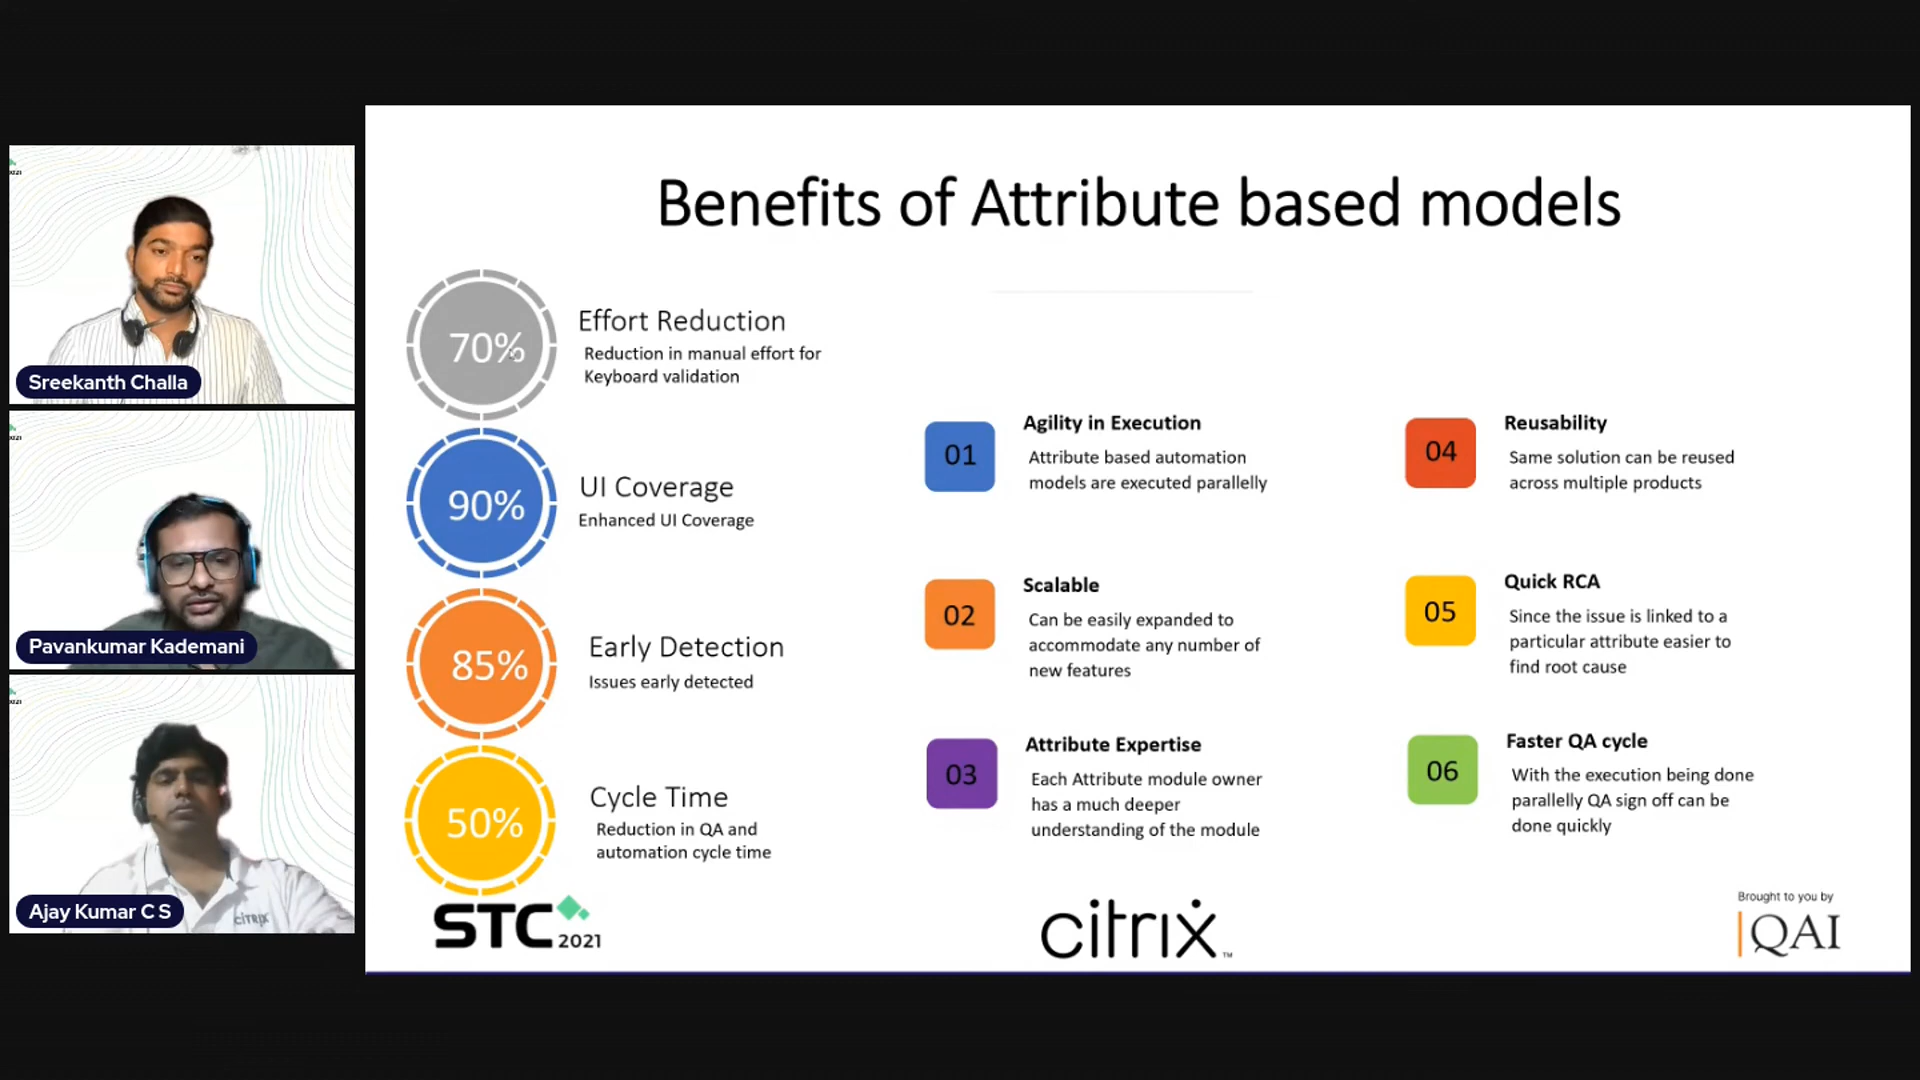 Benefits of Attribute based models
70%
Effort Reduction
Reduction in manual effort for
Keyboard validation
90%
UI Coverage
Enhanced UI Coverage
85%
Early Detection
Issues early detected
50%
Cycle Time
Reduction in QA and
automation cycle time
01
Agility in Execution
Attribute based automation
models are executed parallelly
02
Scalable
Can be easily expanded to
accommodate any number of
new features
03
Attribute Expertise
Each Attribute module owner
has a much deeper
understanding of the module
04
Reusability
Same solution can be reused
across multiple products
05
Quick RCA
Since the issue is linked to a
particular attribute easier to
find root cause
06
Faster QA cycle
With the execution being done
parallelly QA sign off can be
done quickly
STC 2021
citrix™
Brought to you by
QAI
Sreekanth Challa
Pavankumar Kademani
citrix
Ajay Kumar C S